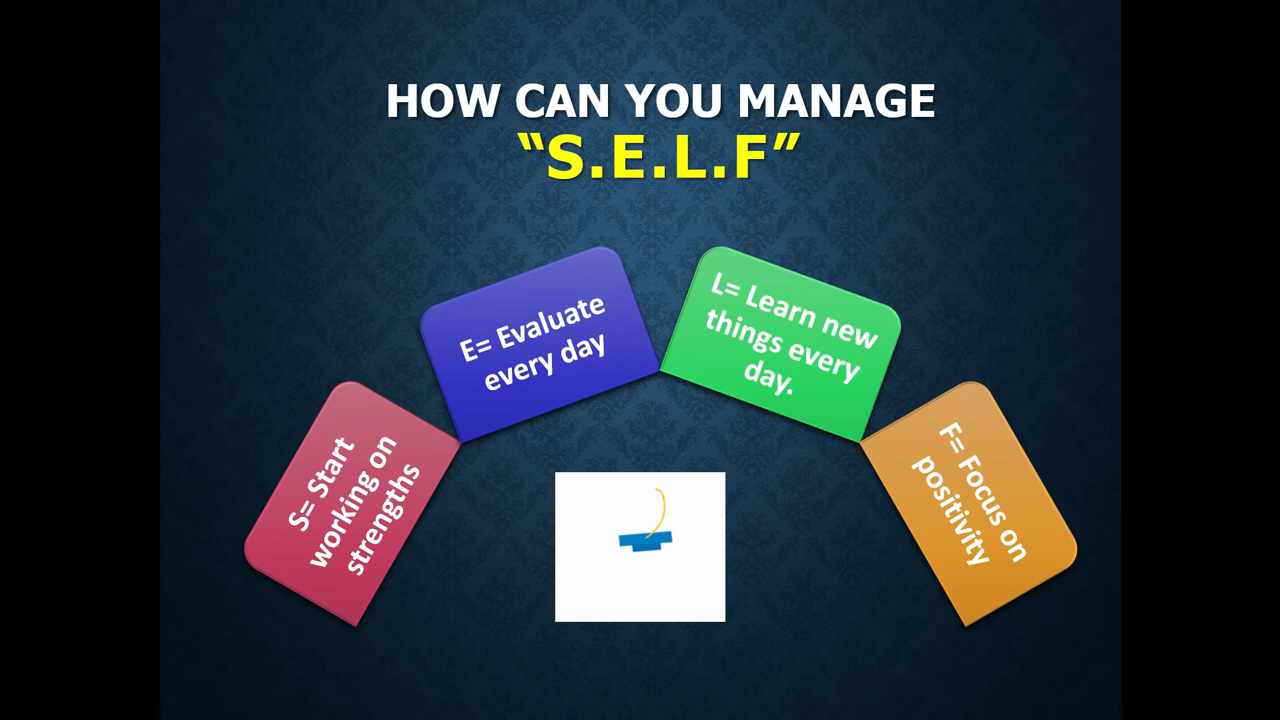 HOW CAN YOU MANAGE
“S.E.L.F”
S= Start
working on
strengths
E= Evaluate
every day
L= Learn new
things every
day.
F= Focus on
positivity